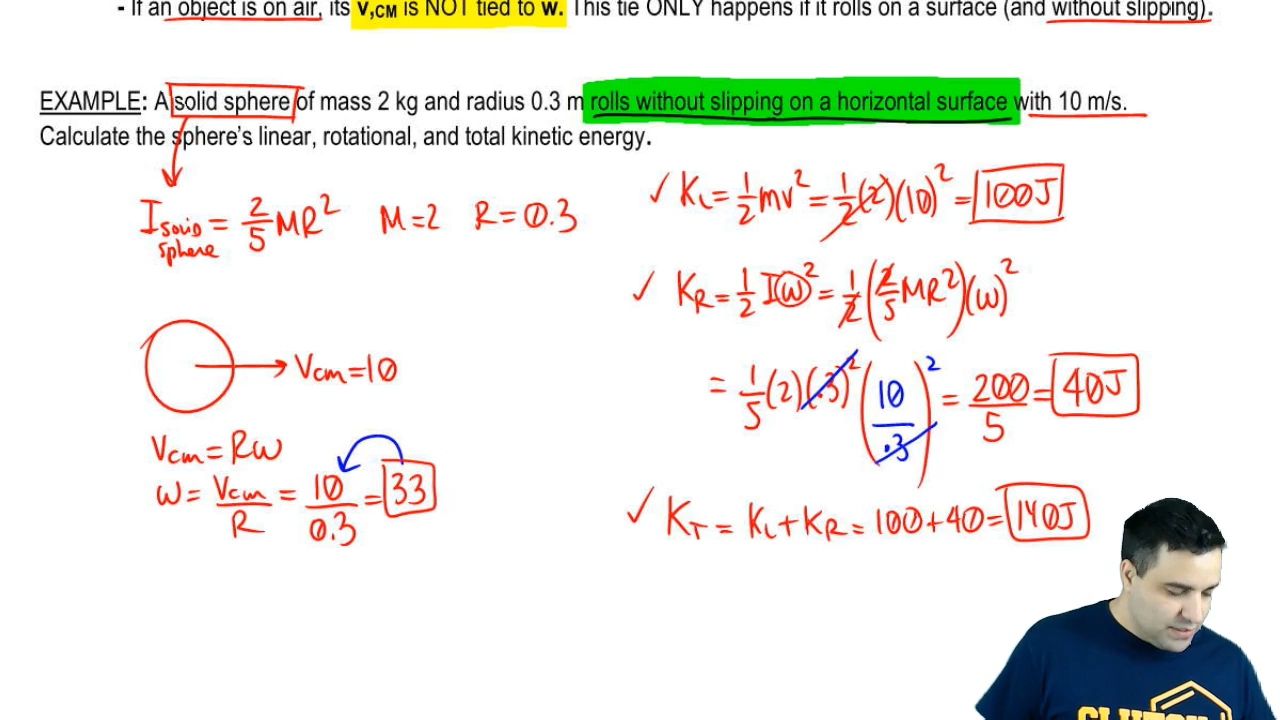 - If an object is on air, its v,CM is NOT tied to w. This tie ONLY happens if it rolls on a surface (and without slipping).
EXAMPLE: A solid sphere of mass 2 kg and radius 0.3 m rolls without slipping on a horizontal surface with 10 m/s.
Calculate the sphere's linear, rotational, and total kinetic energy.
I solid sphere = 2/5 MR² M=2 R=0.3
Vcm=10
Vcm = Rω
ω = Vcm/R = 10/0.3 = 33
✓ KL = 1/2 mv² = 1/2 (2)(10)² = 100J
✓ KR = 1/2 I(ω)² = 1/2 (2/5 MR²)(ω)²
= 1/5 (2)(.3)² (10/.3)² = 200/5 = 40J
✓ KT = KL + KR = 100 + 40 = 140J
CLUTCH